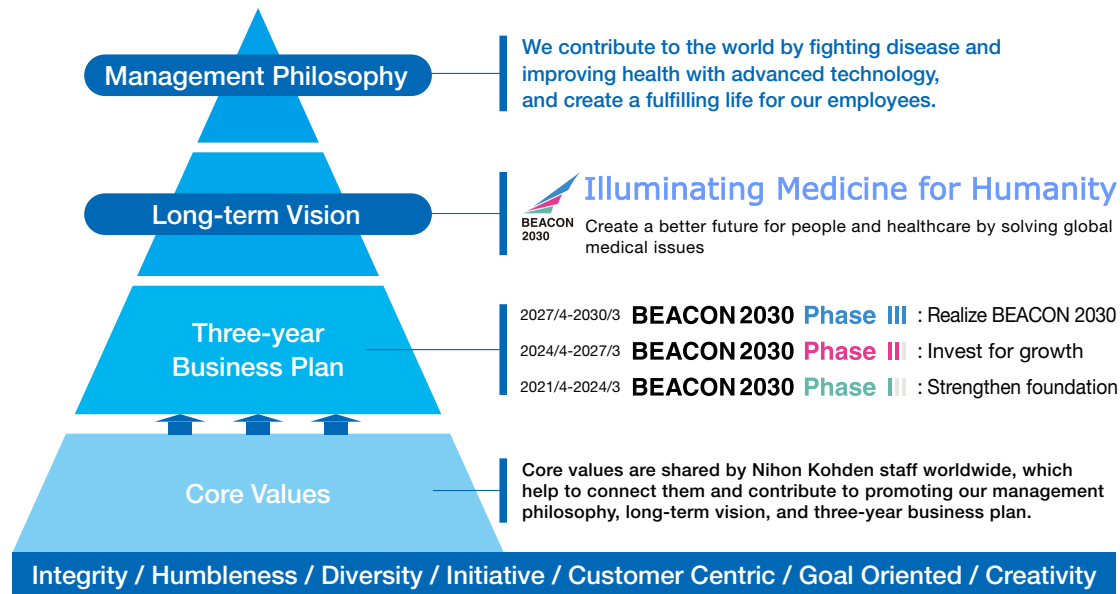 Management Philosophy
We contribute to the world by fighting disease and
improving health with advanced technology,
and create a fulfilling life for our employees.
Long-term Vision
BEACON
2030
Illuminating Medicine for Humanity
Create a better future for people and healthcare by solving global
medical issues
Three-year
Business Plan
2027/4-2030/3 BEACON 2030 Phase III : Realize BEACON 2030
2024/4-2027/3 BEACON 2030 Phase II : Invest for growth
2021/4-2024/3 BEACON 2030 Phase I : Strengthen foundation
Core Values
Core values are shared by Nihon Kohden staff worldwide, which
help to connect them and contribute to promoting our management
philosophy, long-term vision, and three-year business plan.
Integrity / Humbleness / Diversity / Initiative / Customer Centric / Goal Oriented / Creativity